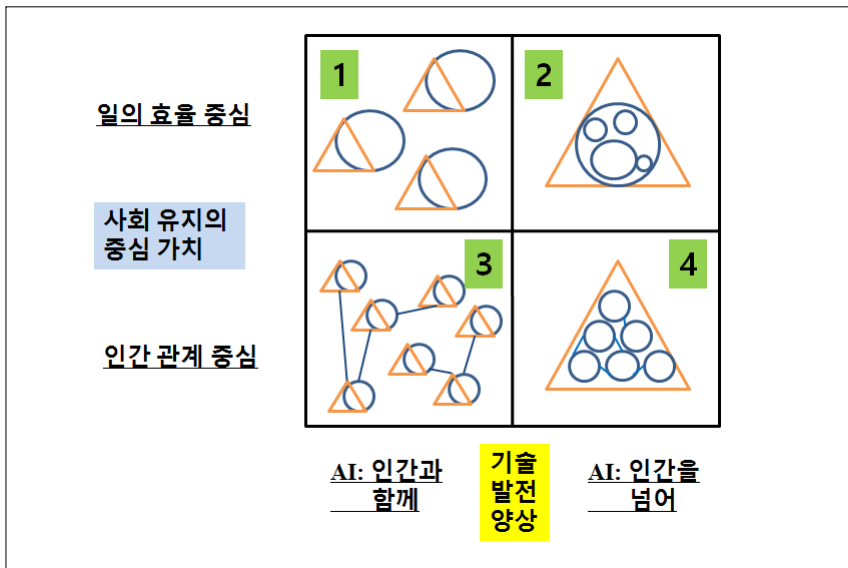 1
2
일의 효율 중심
사회 유지의
중심 가치
3
4
인간 관계 중심
AI: 인간과
함께
기술
발전
양상
AI: 인간을
넘어